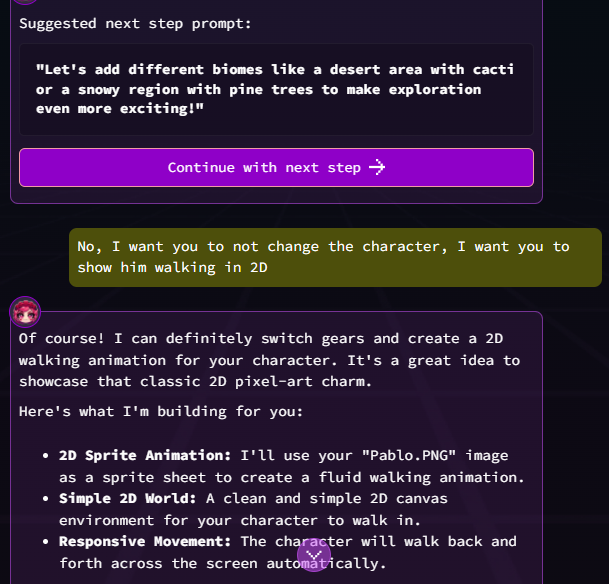 Suggested next step prompt:
"Let's add different biomes like a desert area with cacti
or a snowy region with pine trees to make exploration
even more exciting!"
Continue with next step →
No, I want you to not change the character, I want you to
show him walking in 2D
Of course! I can definitely switch gears and create a 2D
walking animation for your character. It's a great idea to
showcase that classic 2D pixel-art charm.
Here's what I'm building for you:
• 2D Sprite Animation: I'll use your "Pablo.PNG" image
as a sprite sheet to create a fluid walking animation.
• Simple 2D World: A clean and simple 2D canvas
environment for your character to walk in.
• Responsive Movement: The character will walk back and
forth across the screen automatically.